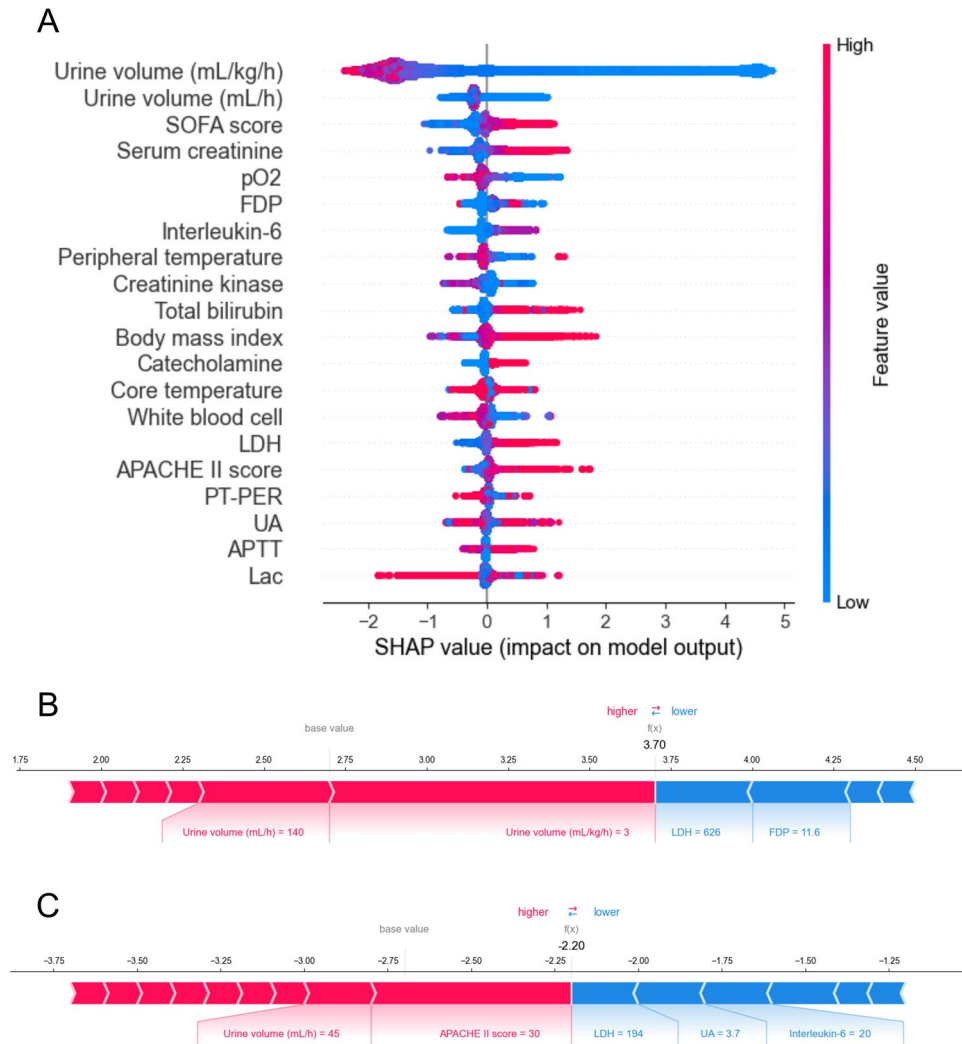 A
High
Urine volume (mL/kg/h)
Urine volume (mL/h)
SOFA score
Serum creatinine
pO2
FDP
Interleukin-6
Peripheral temperature
Creatinine kinase
Total bilirubin
Body mass index
Catecholamine
Core temperature
White blood cell
LDH
APACHE II score
PT-PER
UA
APTT
Lac
Feature value
Low
−2 −1 0 1 2 3 4 5
SHAP value (impact on model output)
B
higher ⇄ lower
base value f(x)
3.70
1.75 2.00 2.25 2.50 2.75 3.00 3.25 3.50 3.75 4.00 4.25 4.50
Urine volume (mL/h) = 140 Urine volume (mL/kg/h) = 3 LDH = 626 FDP = 11.6
C
higher ⇄ lower
base value f(x)
-2.20
−3.75 −3.50 −3.25 −3.00 −2.75 −2.50 −2.25 −2.00 −1.75 −1.50 −1.25
Urine volume (mL/h) = 45 APACHE II score = 30 LDH = 194 UA = 3.7 Interleukin-6 = 20